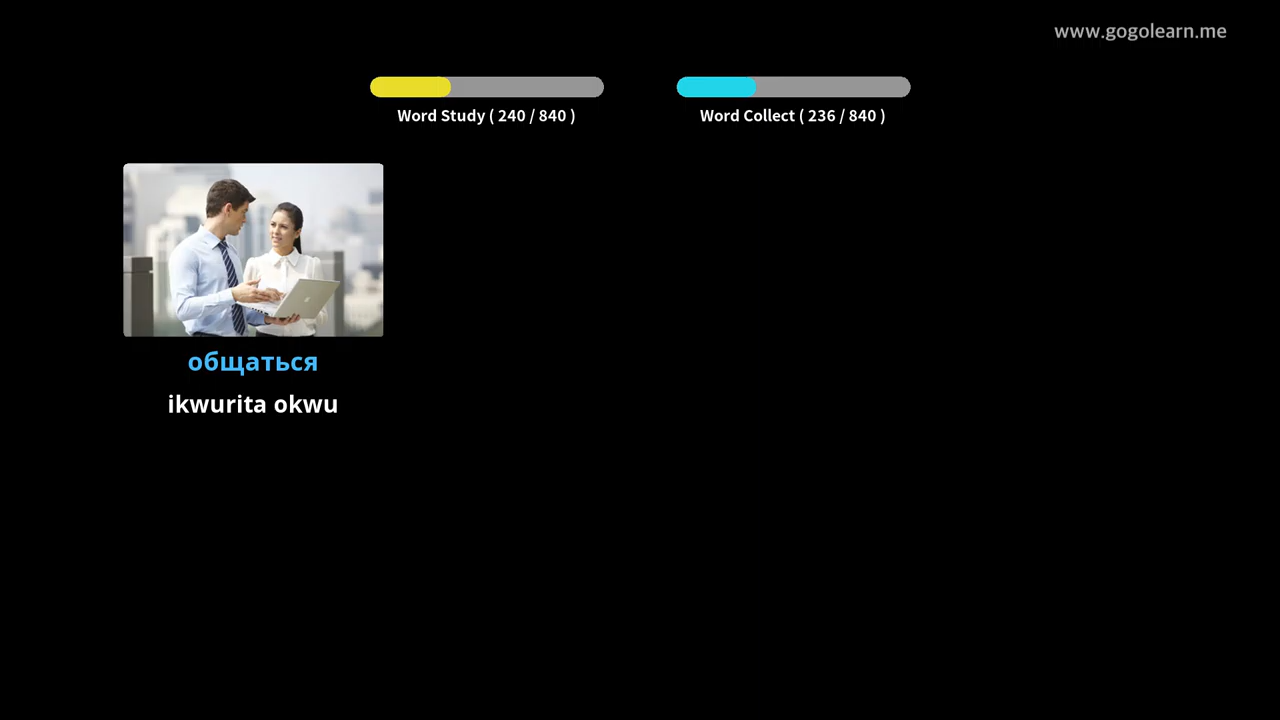 www.gogolearn.me
Word Study ( 240 / 840 )
Word Collect ( 236 / 840 )
общаться
ikwurita okwu